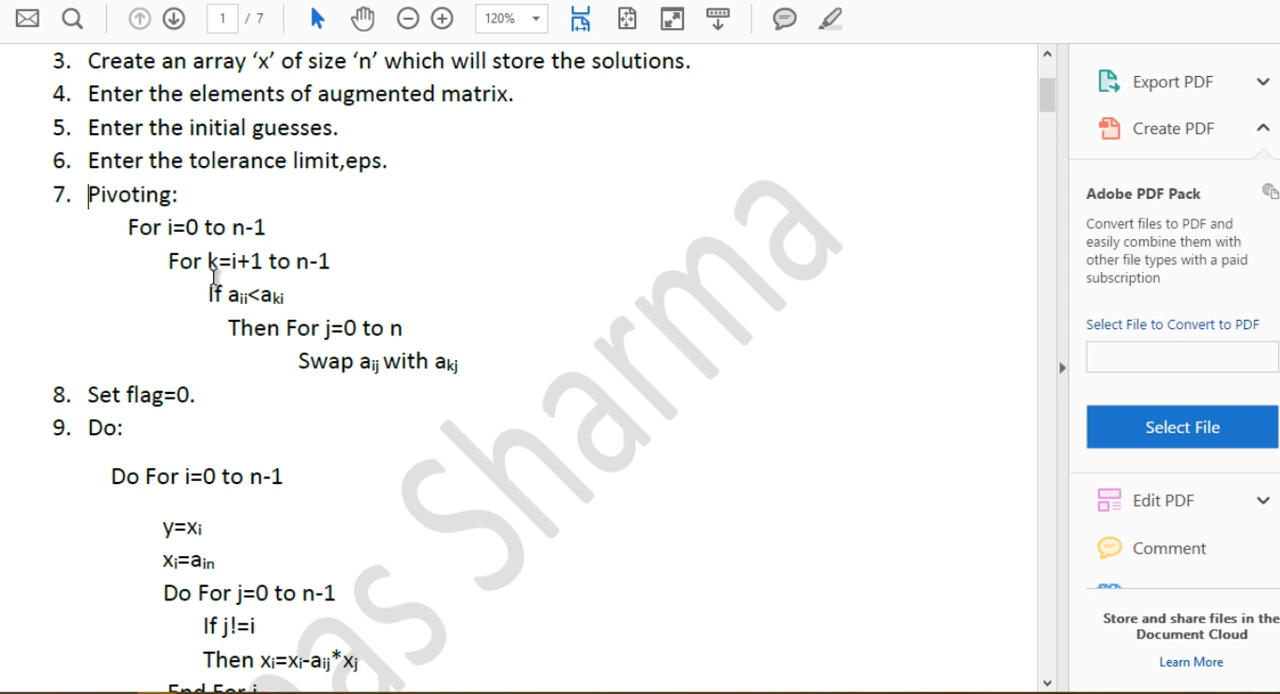 1 / 7
120%
3. Create an array ‘x’ of size ‘n’ which will store the solutions.
4. Enter the elements of augmented matrix.
5. Enter the initial guesses.
6. Enter the tolerance limit,eps.
7. Pivoting:
For i=0 to n-1
For k=i+1 to n-1
If aii<aki
Then For j=0 to n
Swap aij with akj
8. Set flag=0.
9. Do:
Do For i=0 to n-1
y=xi
xi=ain
Do For j=0 to n-1
If j!=i
Then xi=xi-aij*xj
End For j
nas Sharma
Export PDF
Create PDF
Adobe PDF Pack
Convert files to PDF and
easily combine them with
other file types with a paid
subscription
Select File to Convert to PDF
Select File
Edit PDF
Comment
Store and share files in the
Document Cloud
Learn More